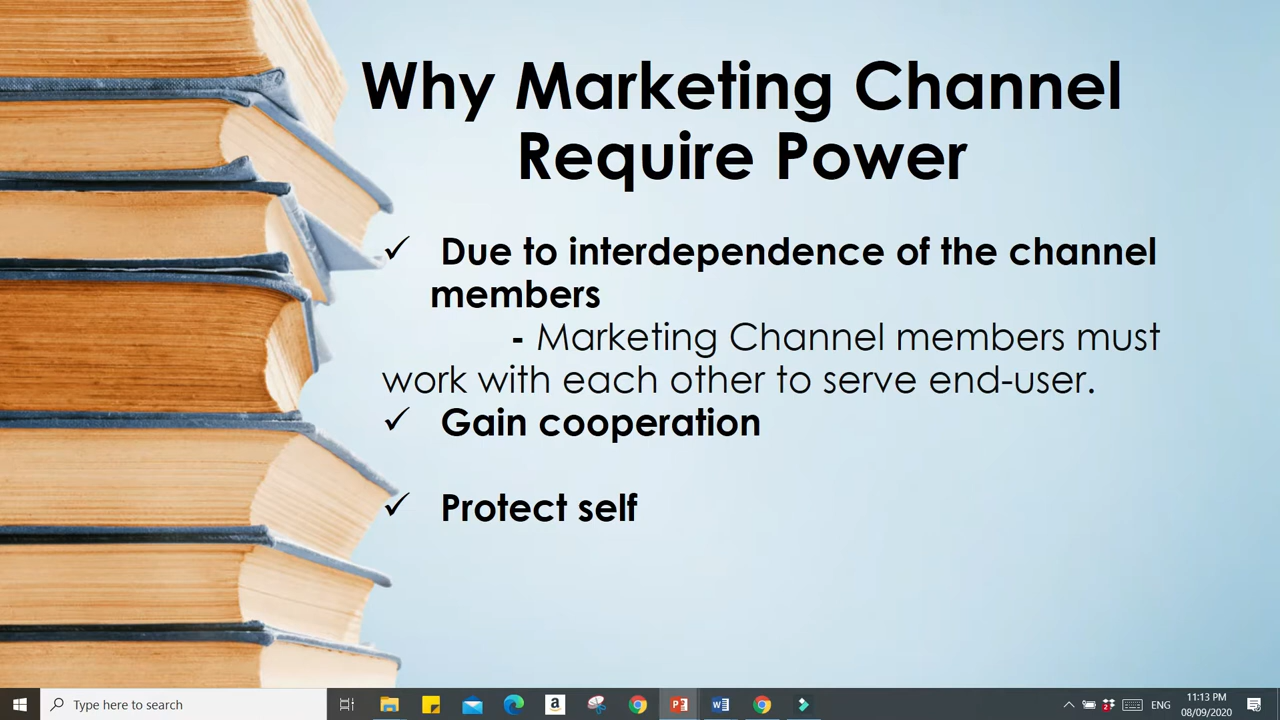 Why Marketing Channel
Require Power
✓ Due to interdependence of the channel
members
- Marketing Channel members must
work with each other to serve end-user.
✓ Gain cooperation
✓ Protect self
Type here to search
ENG
11:13 PM
08/09/2020